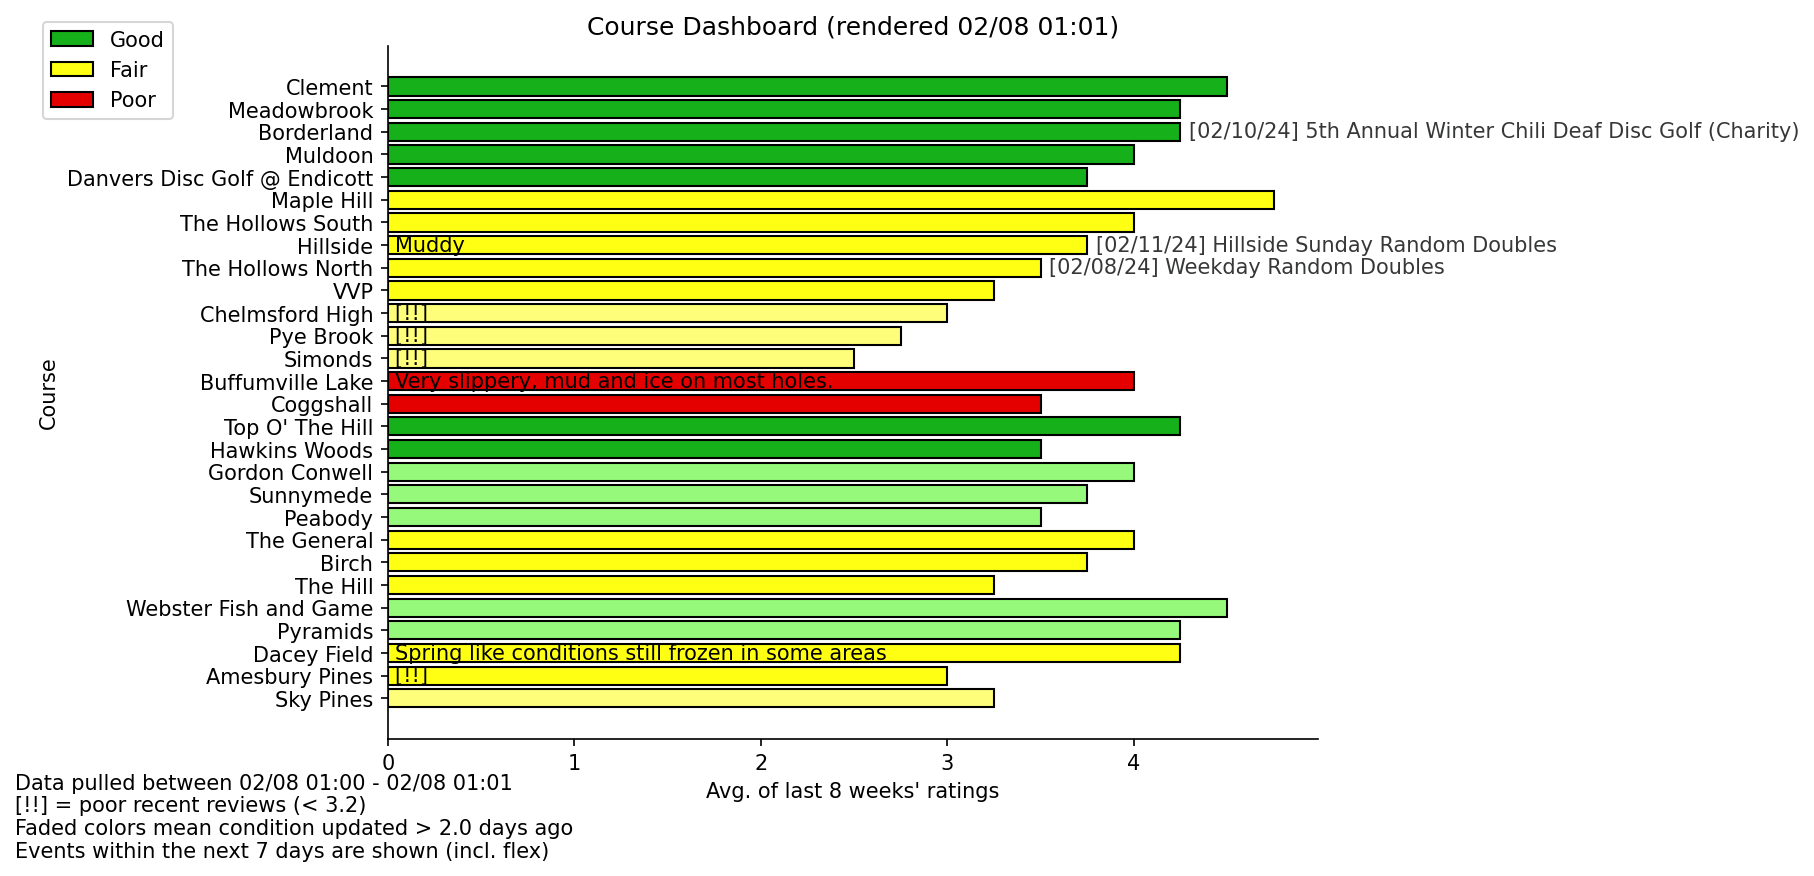 Course Dashboard (rendered 02/08 01:01)
Good
Fair
Poor
Clement
Meadowbrook
Borderland [02/10/24] 5th Annual Winter Chili Deaf Disc Golf (Charity)
Muldoon
Danvers Disc Golf @ Endicott
Maple Hill
The Hollows South
Hillside Muddy [02/11/24] Hillside Sunday Random Doubles
The Hollows North [02/08/24] Weekday Random Doubles
VVP
Chelmsford High [!!]
Pye Brook [!!]
Simonds [!!]
Buffumville Lake Very slippery, mud and ice on most holes.
Coggshall
Top O' The Hill
Hawkins Woods
Gordon Conwell
Sunnymede
Peabody
The General
Birch
The Hill
Webster Fish and Game
Pyramids
Dacey Field Spring like conditions still frozen in some areas
Amesbury Pines [!!]
Sky Pines
Course
0 1 2 3 4
Avg. of last 8 weeks' ratings
Data pulled between 02/08 01:00 - 02/08 01:01
[!!] = poor recent reviews (< 3.2)
Faded colors mean condition updated > 2.0 days ago
Events within the next 7 days are shown (incl. flex)